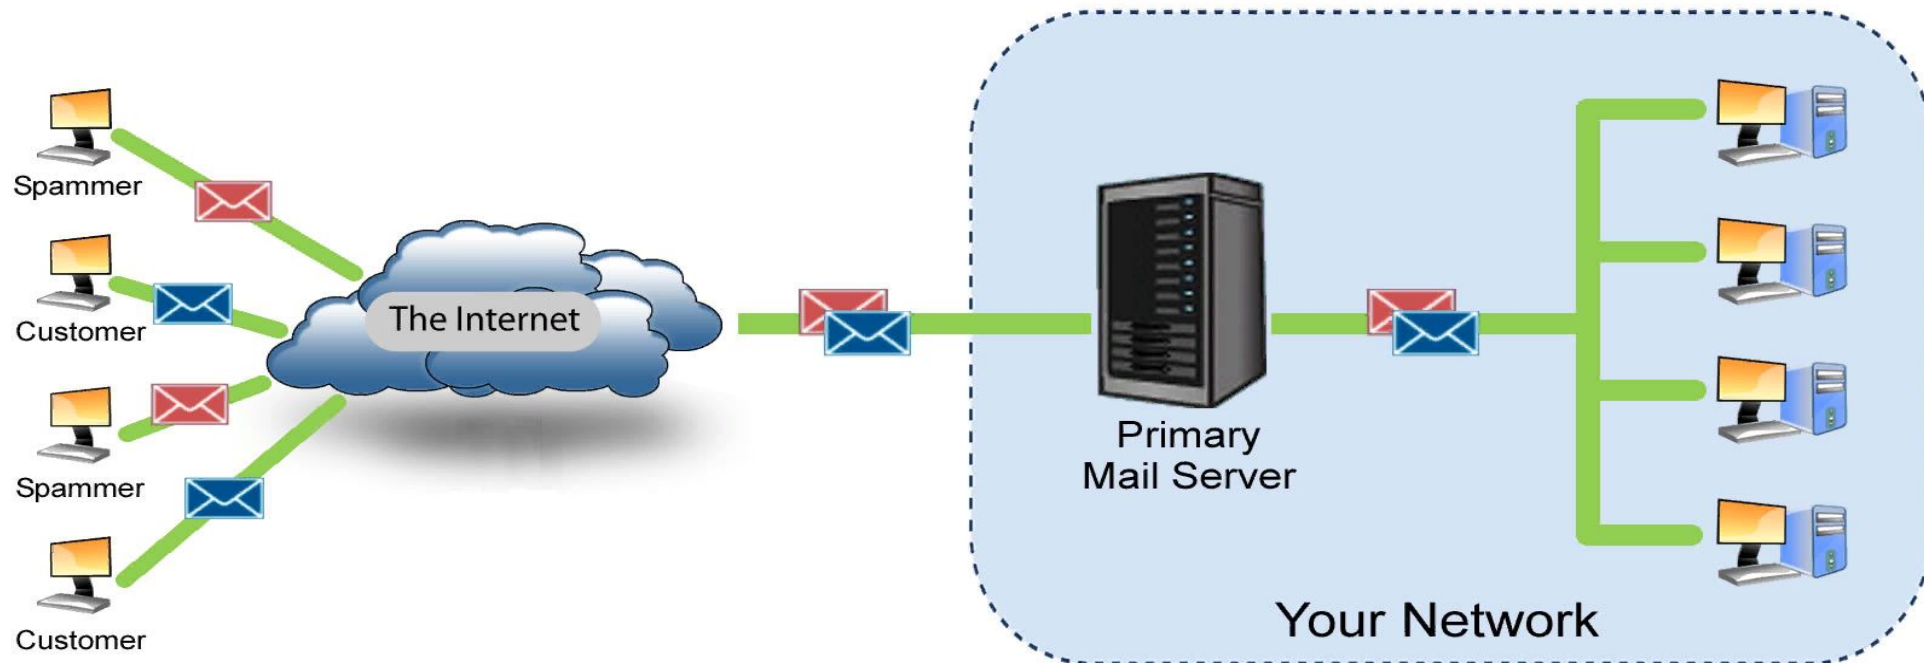 Spammer
Customer
Spammer
Customer
The Internet
Primary
Mail Server
Your Network